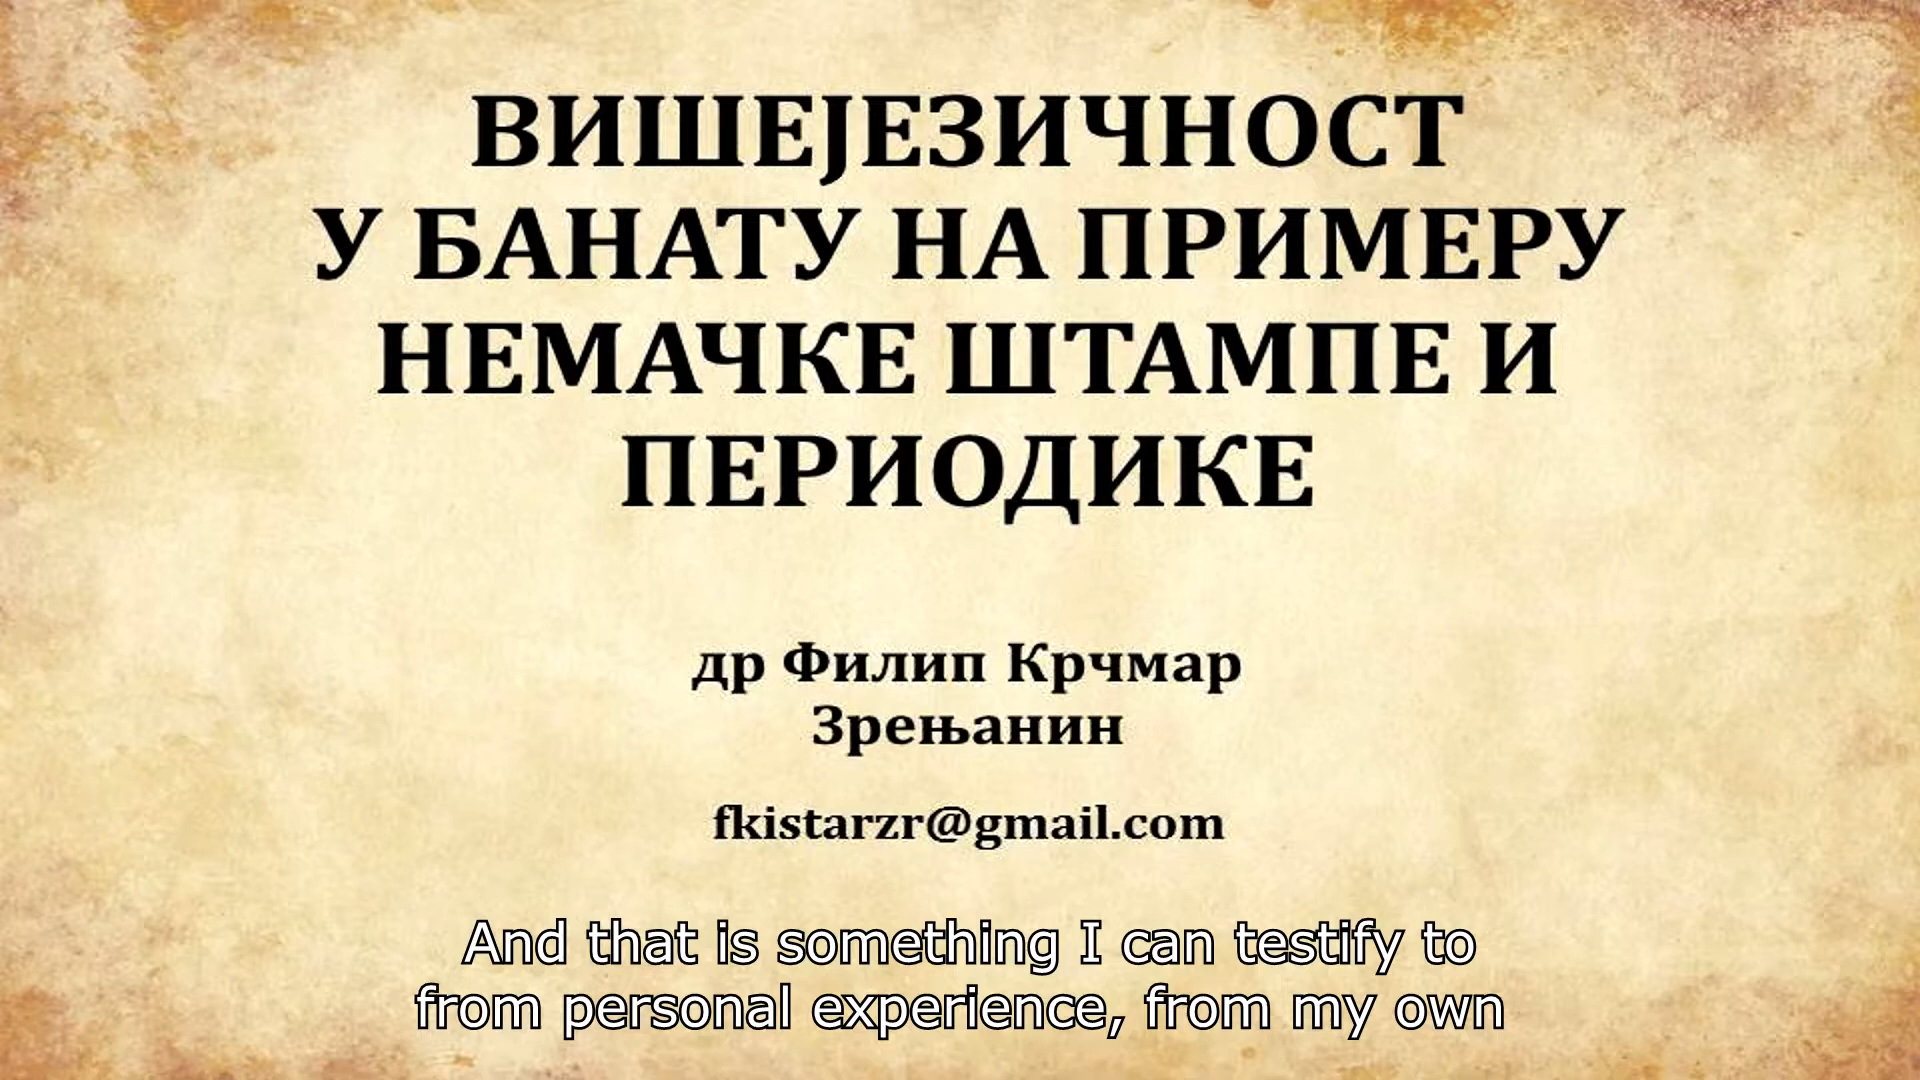 ВИШЕЈЕЗИЧНОСТ
У БАНАТУ НА ПРИМЕРУ
НЕМАЧКЕ ШТАМПЕ И
ПЕРИОДИКЕ
др Филип Крчмар
Зрењанин
fkistarzr@gmail.com
And that is something I can testify to
from personal experience, from my own